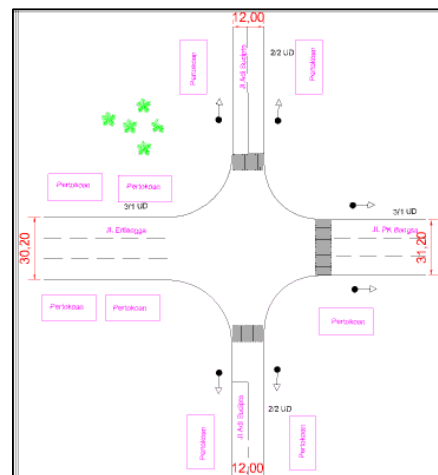 12,00
Pertokoan
Jl Adi Sucipto
2/2 UD
Pertokoan
Pertokoan
Pertokoan
3/1 UD
3/1 UD
Jl. Erlangga
Jl. PK Bangsa
30,20
31,20
Pertokoan
Pertokoan
Pertokoan
Pertokoan
Jl Adi Sucipto
2/2 UD
Pertokoan
12,00